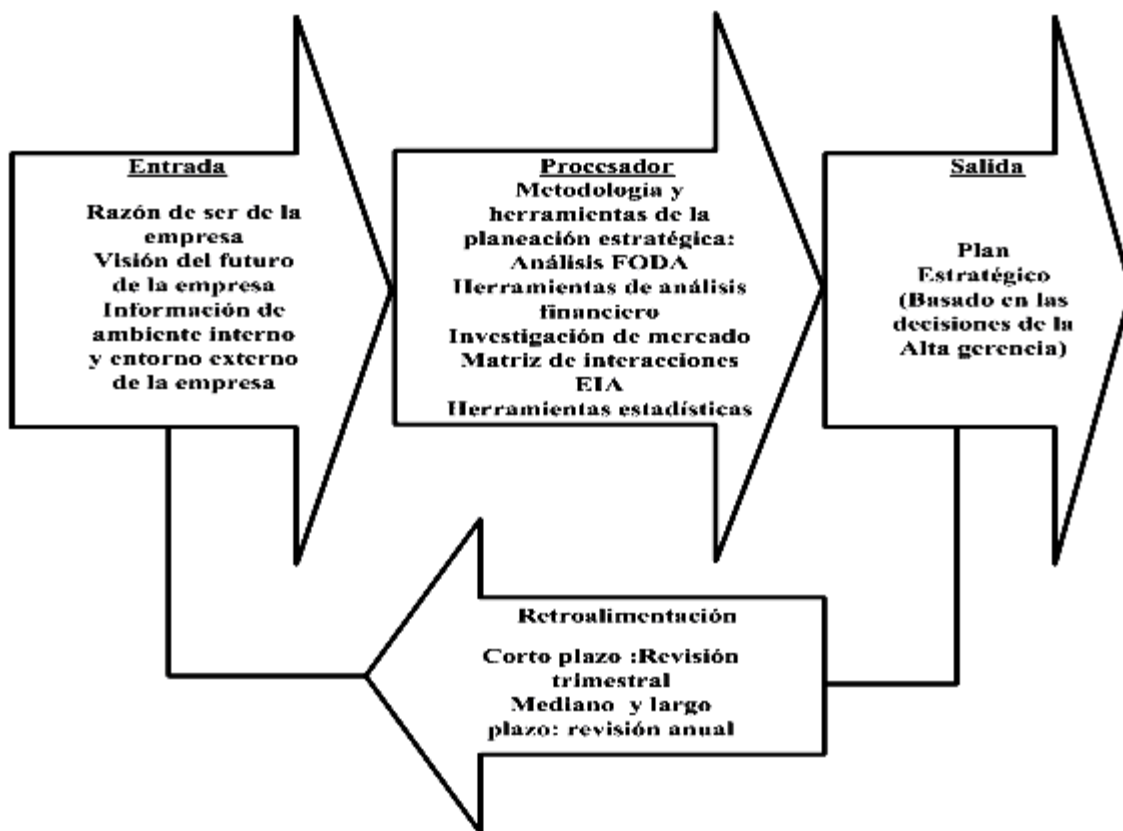 Entrada
Razón de ser de la
empresa
Visión del futuro
de la empresa
Información de
ambiente interno
y entorno externo
de la empresa
Procesador
Metodología y
herramientas de la
planeación estratégica:
Análisis FODA
Herramientas de análisis
financiero
Investigación de mercado
Matriz de interacciones
EIA
Herramientas estadísticas
Salida
Plan
Estratégico
(Basado en las
decisiones de la
Alta gerencia)
Retroalimentación
Corto plazo :Revisión
trimestral
Mediano y largo
plazo: revisión anual